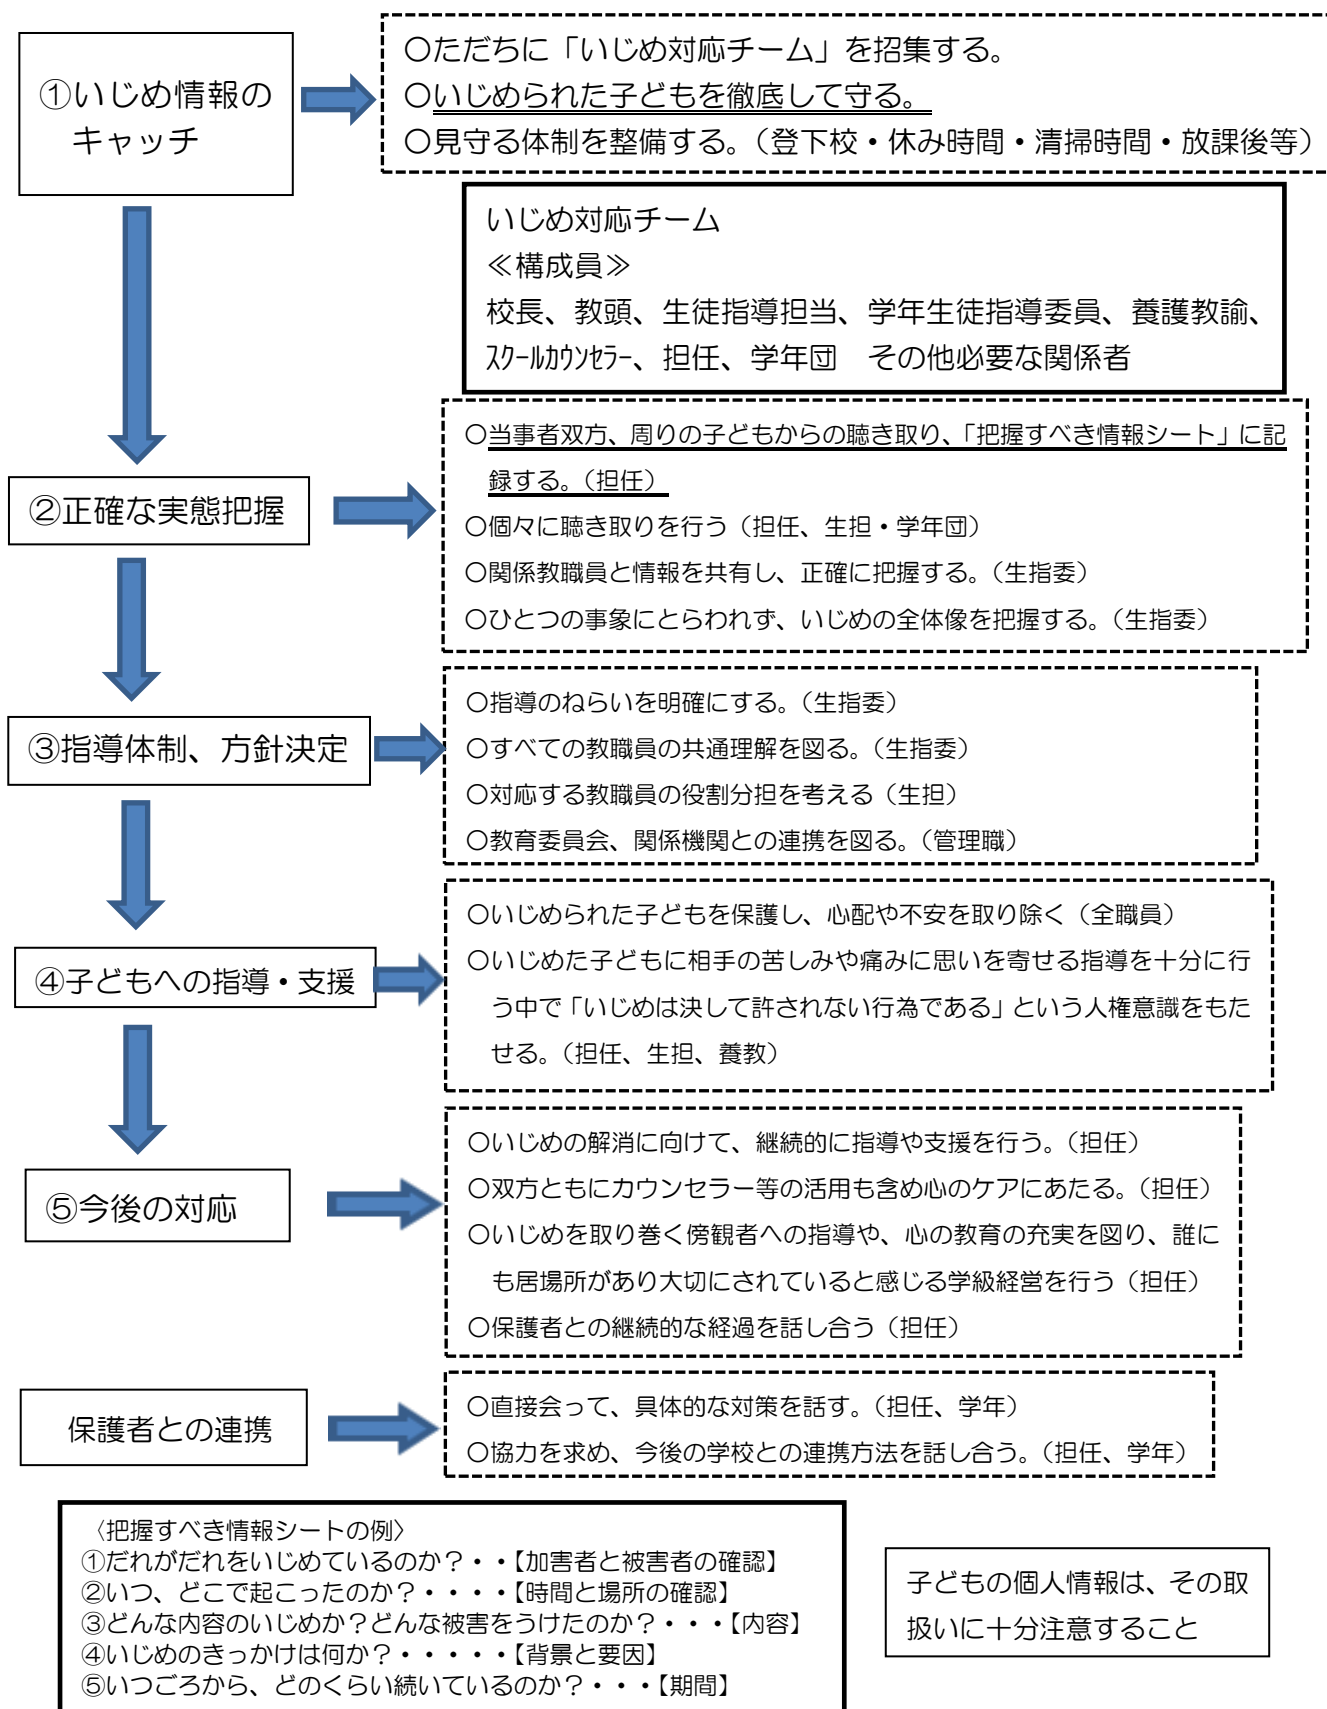 ①いじめ情報の
キャッチ
○ただちに「いじめ対応チーム」を招集する。
○いじめられた子どもを徹底して守る。
○見守る体制を整備する。（登下校・休み時間・清掃時間・放課後等）
いじめ対応チーム
≪構成員≫
校長、教頭、生徒指導担当、学年生徒指導委員、養護教諭、
ｽｸｰﾙｶｳﾝｾﾗｰ、担任、学年団　その他必要な関係者
②正確な実態把握
○当事者双方、周りの子どもからの聴き取り、「把握すべき情報シート」に記
録する。（担任）
○個々に聴き取りを行う（担任、生担・学年団）
○関係教職員と情報を共有し、正確に把握する。（生指委）
○ひとつの事象にとらわれず、いじめの全体像を把握する。（生指委）
③指導体制、方針決定
○指導のねらいを明確にする。（生指委）
○すべての教職員の共通理解を図る。（生指委）
○対応する教職員の役割分担を考える（生担）
○教育委員会、関係機関との連携を図る。（管理職）
④子どもへの指導・支援
○いじめられた子どもを保護し、心配や不安を取り除く（全職員）
○いじめた子どもに相手の苦しみや痛みに思いを寄せる指導を十分に行
う中で「いじめは決して許されない行為である」という人権意識をもた
せる。（担任、生担、養教）
⑤今後の対応
○いじめの解消に向けて、継続的に指導や支援を行う。（担任）
○双方ともにカウンセラー等の活用も含め心のケアにあたる。（担任）
○いじめを取り巻く傍観者への指導や、心の教育の充実を図り、誰に
も居場所があり大切にされていると感じる学級経営を行う（担任）
○保護者との継続的な経過を話し合う（担任）
保護者との連携
○直接会って、具体的な対策を話す。（担任、学年）
○協力を求め、今後の学校との連携方法を話し合う。（担任、学年）
〈把握すべき情報シートの例〉
①だれがだれをいじめているのか？・・【加害者と被害者の確認】
②いつ、どこで起こったのか？・・・・【時間と場所の確認】
③どんな内容のいじめか？どんな被害をうけたのか？・・・【内容】
④いじめのきっかけは何か？・・・・・【背景と要因】
⑤いつごろから、どのくらい続いているのか？・・・【期間】
子どもの個人情報は、その取
扱いに十分注意すること